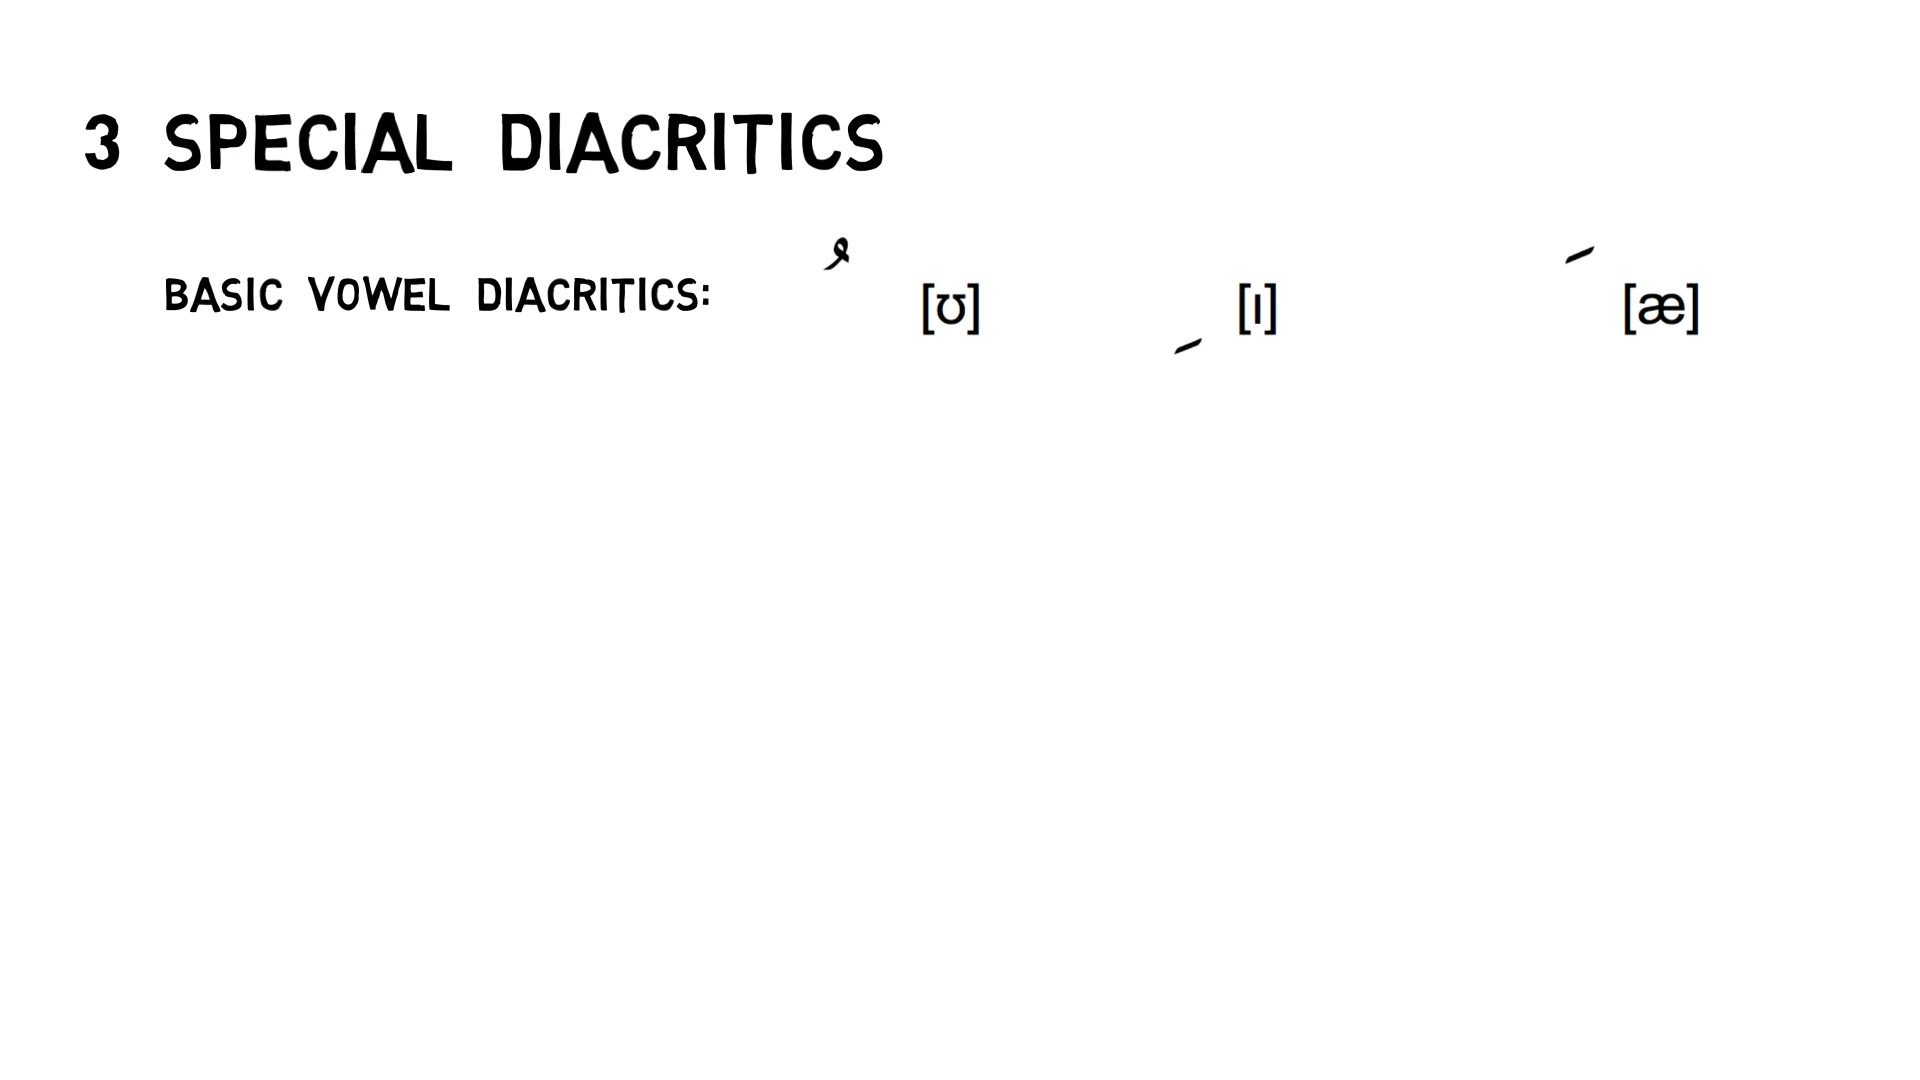 3 SPECIAL DIACRITICS
BASIC VOWEL DIACRITICS: ُ [ʊ] ِ [ɪ] َ [æ]